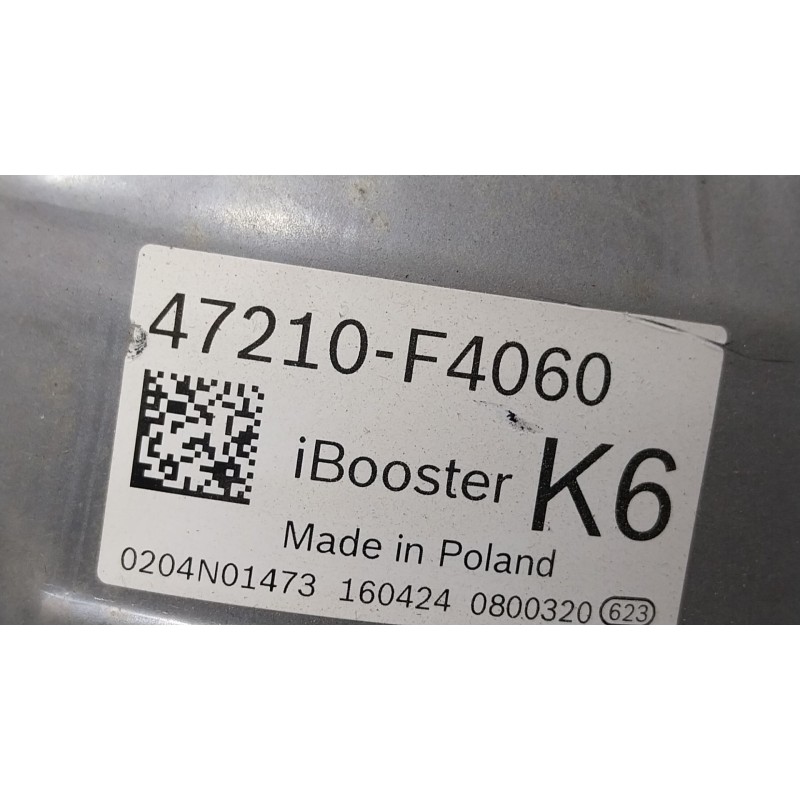 47210-F4060
iBooster K6
Made in Poland
0204N01473 160424 0800320 623